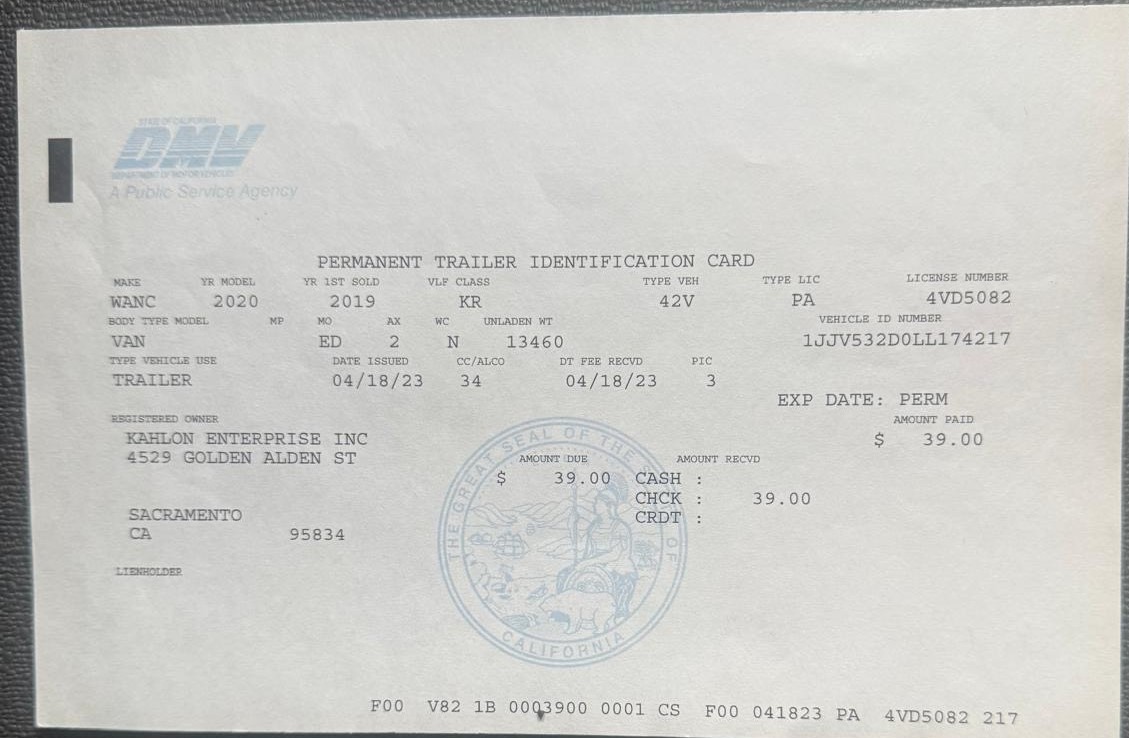 STATE OF CALIFORNIA
DMV
DEPARTMENT OF MOTOR VEHICLES
A Public Service Agency
PERMANENT TRAILER IDENTIFICATION CARD
MAKE YR MODEL YR 1ST SOLD VLF CLASS TYPE VEH TYPE LIC LICENSE NUMBER
WANC 2020 2019 KR 42V PA 4VD5082
BODY TYPE MODEL MP MO AX WC UNLADEN WT VEHICLE ID NUMBER
VAN ED 2 N 13460 1JJV532D0LL174217
TYPE VEHICLE USE DATE ISSUED CC/ALCO DT FEE RECVD PIC
TRAILER 04/18/23 34 04/18/23 3
EXP DATE: PERM
REGISTERED OWNER AMOUNT PAID
KAHLON ENTERPRISE INC $ 39.00
4529 GOLDEN ALDEN ST AMOUNT DUE AMOUNT RECVD
$ 39.00 CASH :
CHCK : 39.00
SACRAMENTO CRDT :
CA 95834
LIENHOLDER
THE GREAT SEAL OF THE STATE OF CALIFORNIA
F00 V82 1B 0003900 0001 CS F00 041823 PA 4VD5082 217